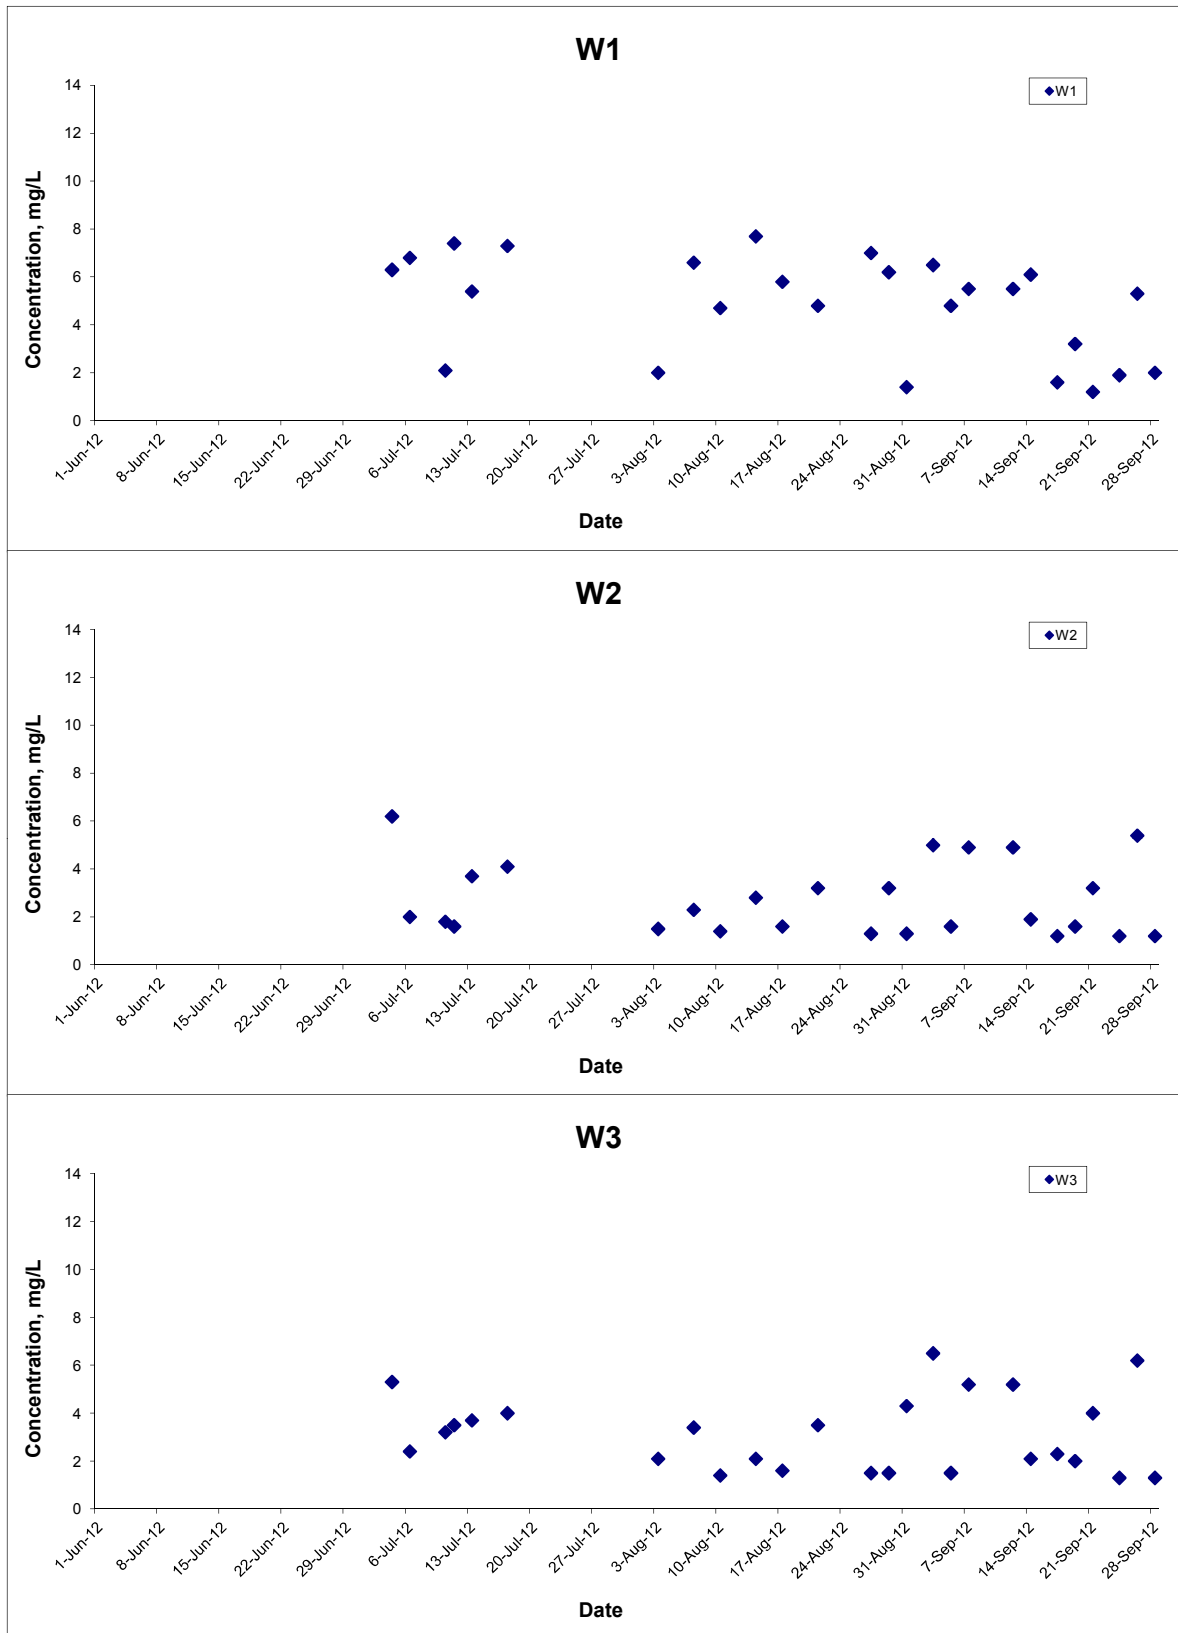 W1
W1
14
12
10
8
6
4
2
0
Concentration, mg/L
1-Jun-12
8-Jun-12
15-Jun-12
22-Jun-12
29-Jun-12
6-Jul-12
13-Jul-12
20-Jul-12
27-Jul-12
3-Aug-12
10-Aug-12
17-Aug-12
24-Aug-12
31-Aug-12
7-Sep-12
14-Sep-12
21-Sep-12
28-Sep-12
Date
W2
W2
14
12
10
8
6
4
2
0
Concentration, mg/L
1-Jun-12
8-Jun-12
15-Jun-12
22-Jun-12
29-Jun-12
6-Jul-12
13-Jul-12
20-Jul-12
27-Jul-12
3-Aug-12
10-Aug-12
17-Aug-12
24-Aug-12
31-Aug-12
7-Sep-12
14-Sep-12
21-Sep-12
28-Sep-12
Date
W3
W3
14
12
10
8
6
4
2
0
Concentration, mg/L
1-Jun-12
8-Jun-12
15-Jun-12
22-Jun-12
29-Jun-12
6-Jul-12
13-Jul-12
20-Jul-12
27-Jul-12
3-Aug-12
10-Aug-12
17-Aug-12
24-Aug-12
31-Aug-12
7-Sep-12
14-Sep-12
21-Sep-12
28-Sep-12
Date